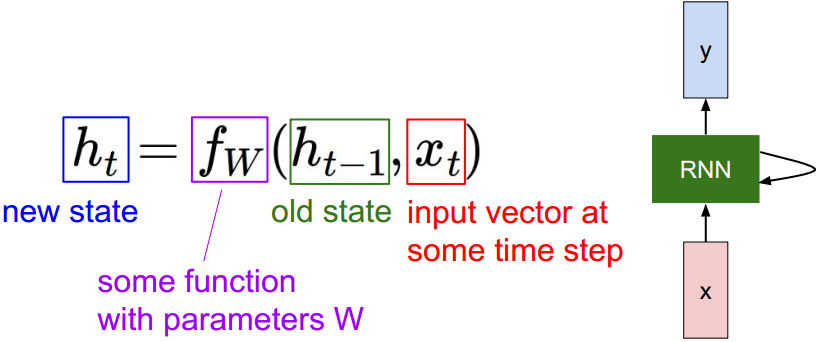 h_t = f_W(h_{t-1}, x_t)
new state
old state
input vector at
some time step
some function
with parameters W
y
RNN
x